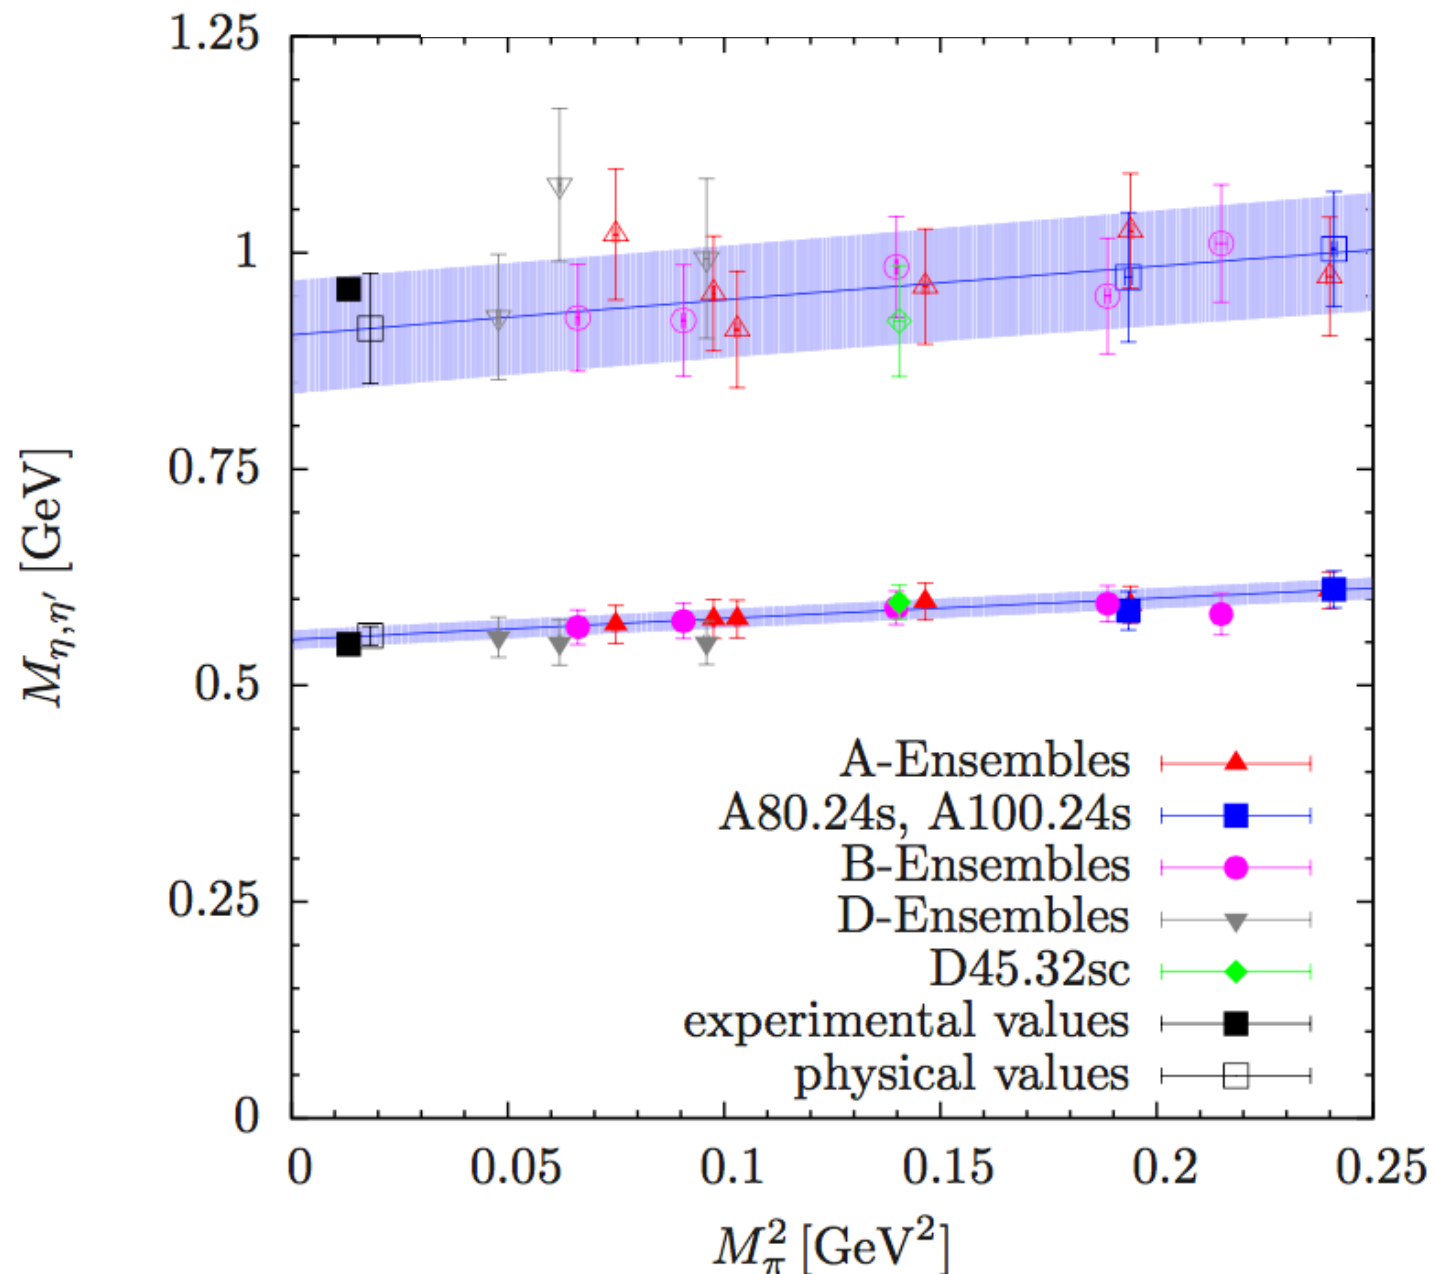 1.25
1
0.75
0.5
0.25
0
M_{η,η′} [GeV]
A-Ensembles
A80.24s, A100.24s
B-Ensembles
D-Ensembles
D45.32sc
experimental values
physical values
0 0.05 0.1 0.15 0.2 0.25
M_π^2 [GeV^2]